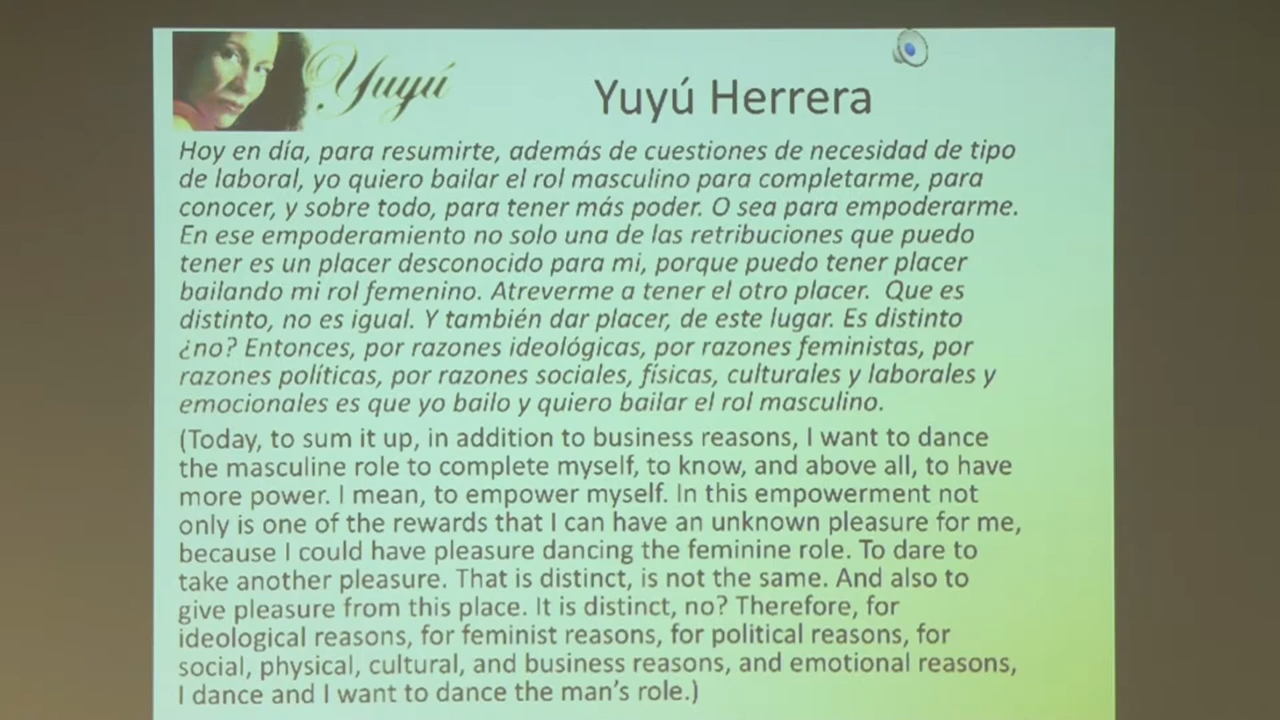 Yuyú
Yuyú Herrera
Hoy en día, para resumirte, además de cuestiones de necesidad de tipo
de laboral, yo quiero bailar el rol masculino para completarme, para
conocer, y sobre todo, para tener más poder. O sea para empoderarme.
En ese empoderamiento no solo una de las retribuciones que puedo
tener es un placer desconocido para mi, porque puedo tener placer
bailando mi rol femenino. Atreverme a tener el otro placer. Que es
distinto, no es igual. Y también dar placer, de este lugar. Es distinto
¿no? Entonces, por razones ideológicas, por razones feministas, por
razones políticas, por razones sociales, físicas, culturales y laborales y
emocionales es que yo bailo y quiero bailar el rol masculino.
(Today, to sum it up, in addition to business reasons, I want to dance
the masculine role to complete myself, to know, and above all, to have
more power. I mean, to empower myself. In this empowerment not
only is one of the rewards that I can have an unknown pleasure for me,
because I could have pleasure dancing the feminine role. To dare to
take another pleasure. That is distinct, is not the same. And also to
give pleasure from this place. It is distinct, no? Therefore, for
ideological reasons, for feminist reasons, for political reasons, for
social, physical, cultural, and business reasons, and emotional reasons,
I dance and I want to dance the man's role.)